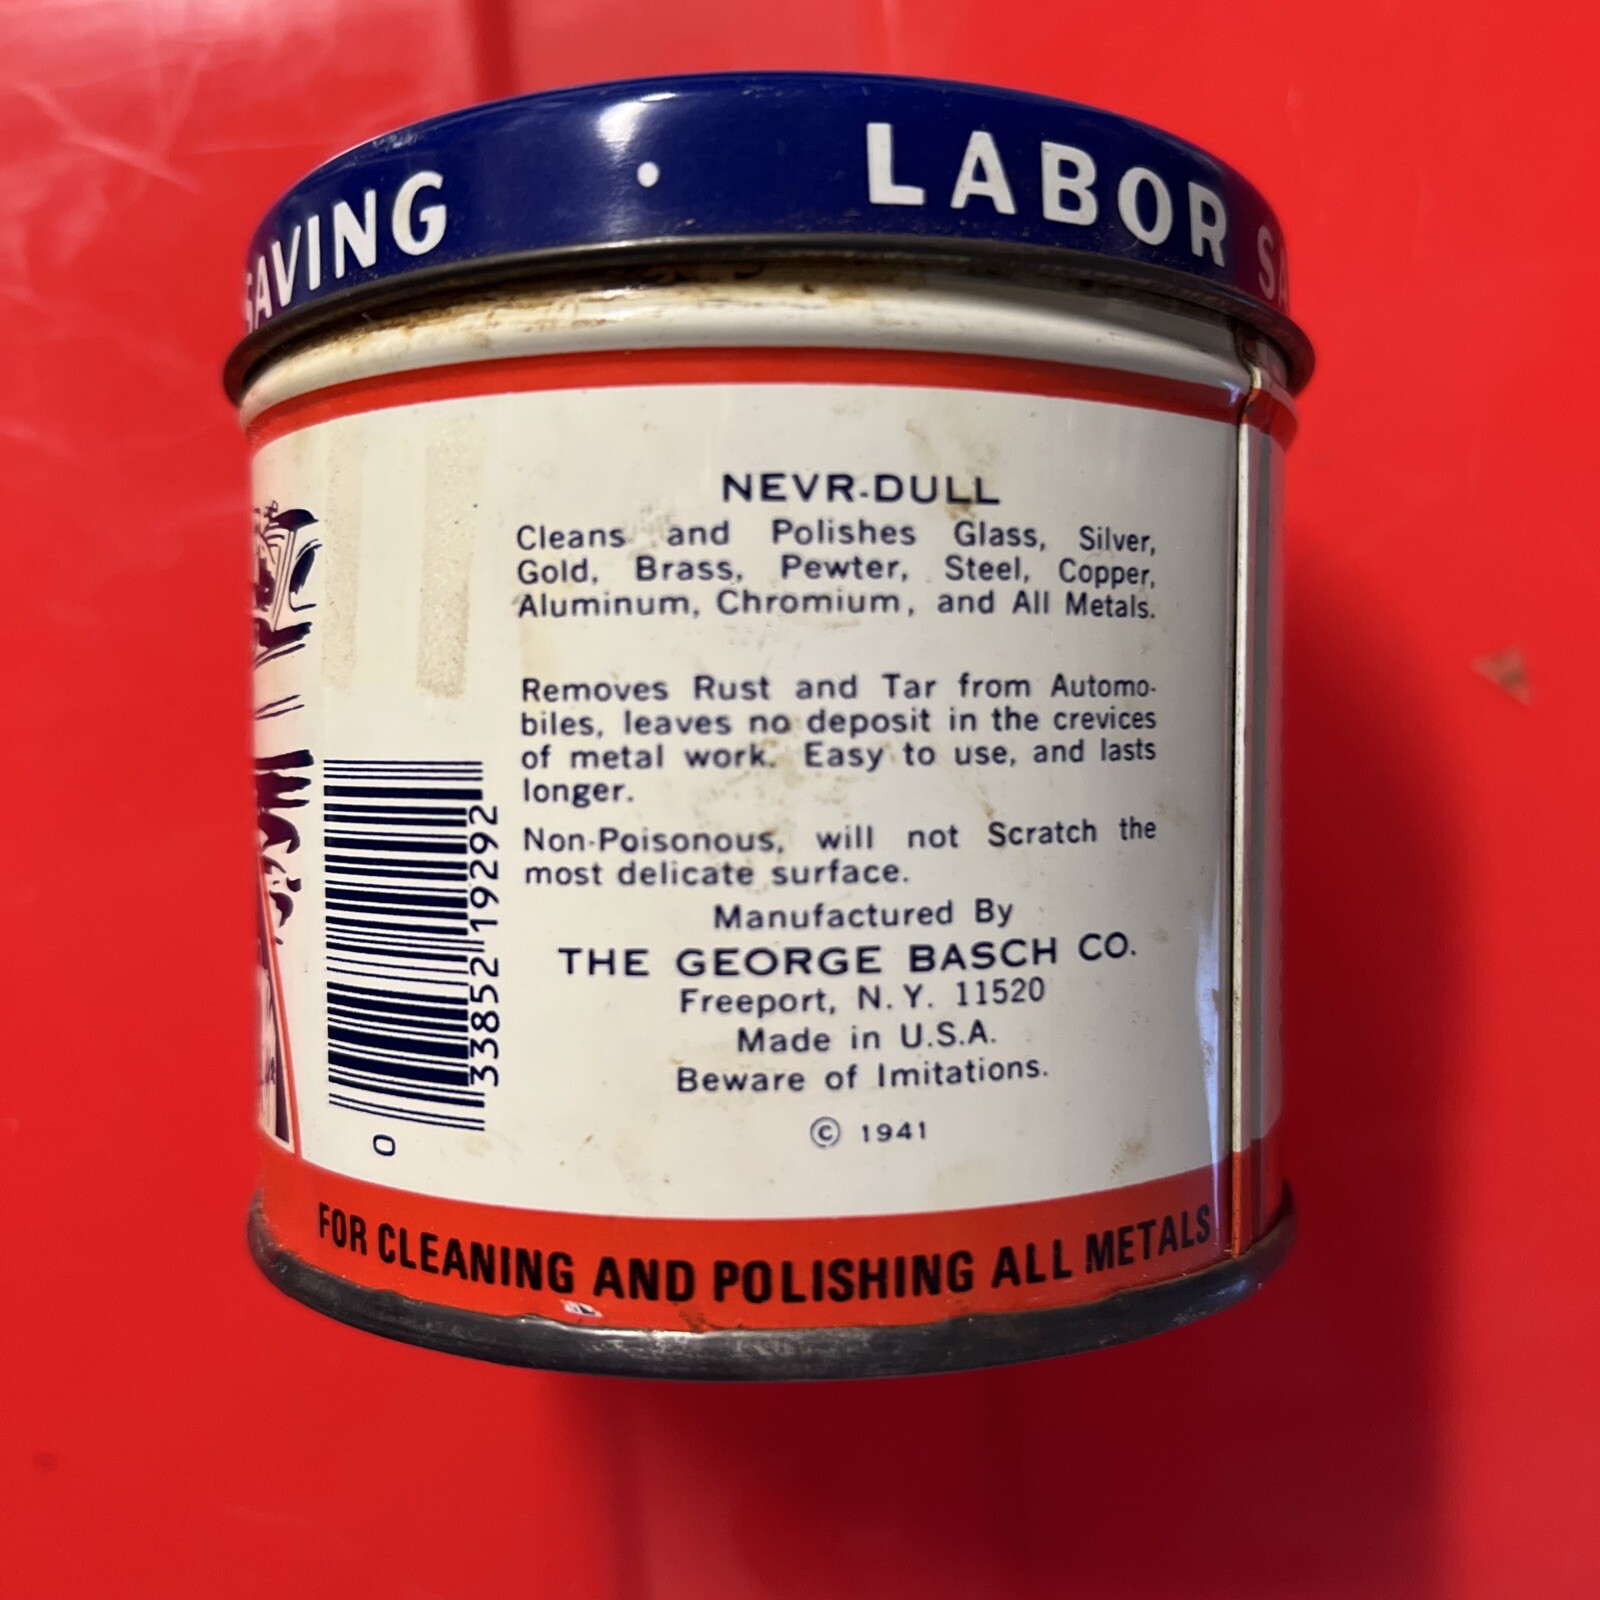 SAVING • LABOR SA
NEVR-DULL
Cleans and Polishes Glass, Silver,
Gold, Brass, Pewter, Steel, Copper,
Aluminum, Chromium, and All Metals.
Removes Rust and Tar from Automo-
biles, leaves no deposit in the crevices
of metal work. Easy to use, and lasts
longer.
Non-Poisonous, will not Scratch the
most delicate surface.
Manufactured By
THE GEORGE BASCH CO.
Freeport, N. Y. 11520
Made in U.S.A.
Beware of Imitations.
© 1941
0 33852 19292
FOR CLEANING AND POLISHING ALL METALS